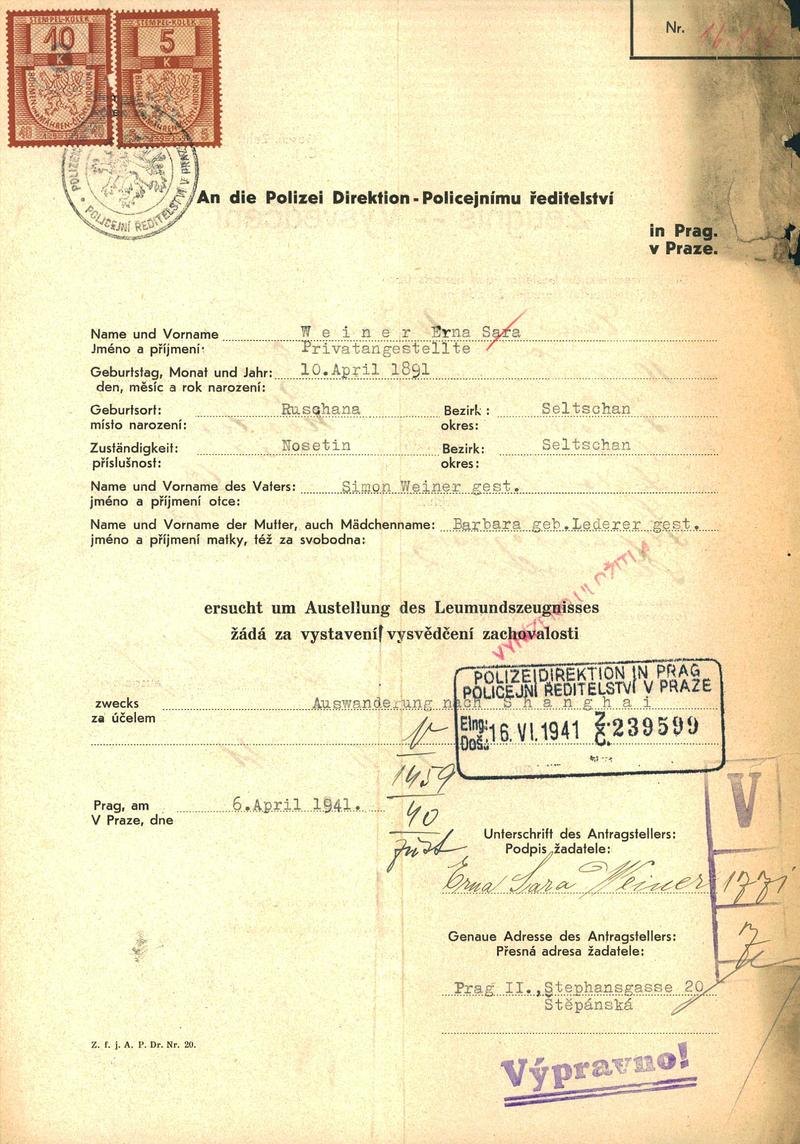 STEMPEL-KOLEK STEMPEL-KOLEK
10 5
K K
Nr.
POLICEJNÍ ŘEDITELSTVÍ V PRAZE
An die Polizei Direktion - Policejnímu ředitelství
in Prag.
v Praze.
Name und Vorname Weiner Erna Sara
Jméno a příjmení: Privatangestellte
Geburtstag, Monat und Jahr: 10.April 1891
den, měsíc a rok narození:
Geburtsort: Ruschana Bezirk: Seltschan
místo narození: okres:
Zuständigkeit: Nosetin Bezirk: Seltschan
příslušnost: okres:
Name und Vorname des Vaters: Simon Weiner gest.
jméno a příjmení otce:
Name und Vorname der Mutter, auch Mädchenname: Barbara geb.Lederer gest.
jméno a příjmení matky, též za svobodna:
ersucht um Austellung des Leumundszeugnisses
žádá za vystavení vysvědčení zachovalosti
POLIZEIDIREKTION IN PRAG
POLICEJNÍ ŘEDITELSTVÍ V PRAZE
zwecks Auswanderung nach Shanghai
za účelem
Eing.: 16.VI.1941 Z. 239599
Doš.: Č.
V
1459
40
Prag, am 6.April 1941.
V Praze, dne
Unterschrift des Antragstellers:
Podpis žadatele:
Erna Sara Weiner
Genaue Adresse des Antragstellers:
Přesná adresa žadatele:
Prag II.,Stephansgasse 20
Štěpánská
Z. f. j. A. P. Dr. Nr. 20.
Výpravno!